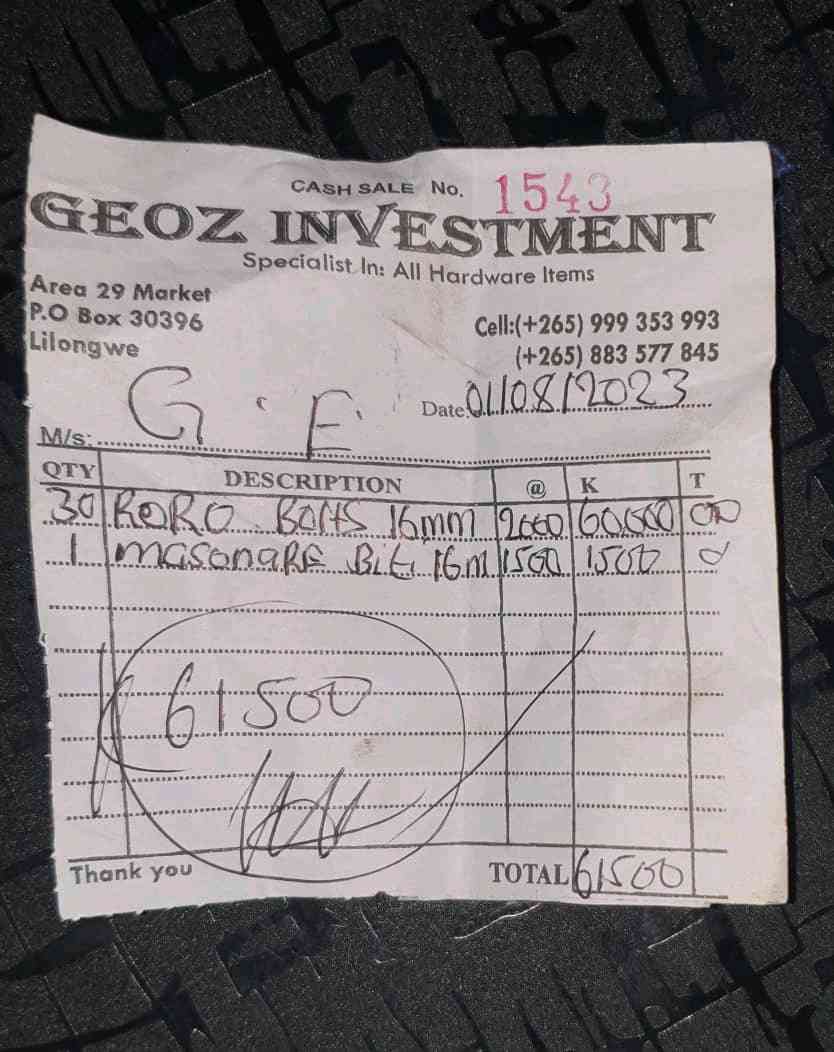 CASH SALE No. 1543
GEOZ INVESTMENT
Specialist In: All Hardware Items
Area 29 Market
P.O Box 30396
Lilongwe
Cell:(+265) 999 353 993
(+265) 883 577 845
Date: 01/08/2023
M/s: G.E.
QTY DESCRIPTION @ K T
30 RORO BOltS 16mm 2000 60,000 00
1 masonaRE Bit 16m 1500 1500
61500
Thank you TOTAL 61500